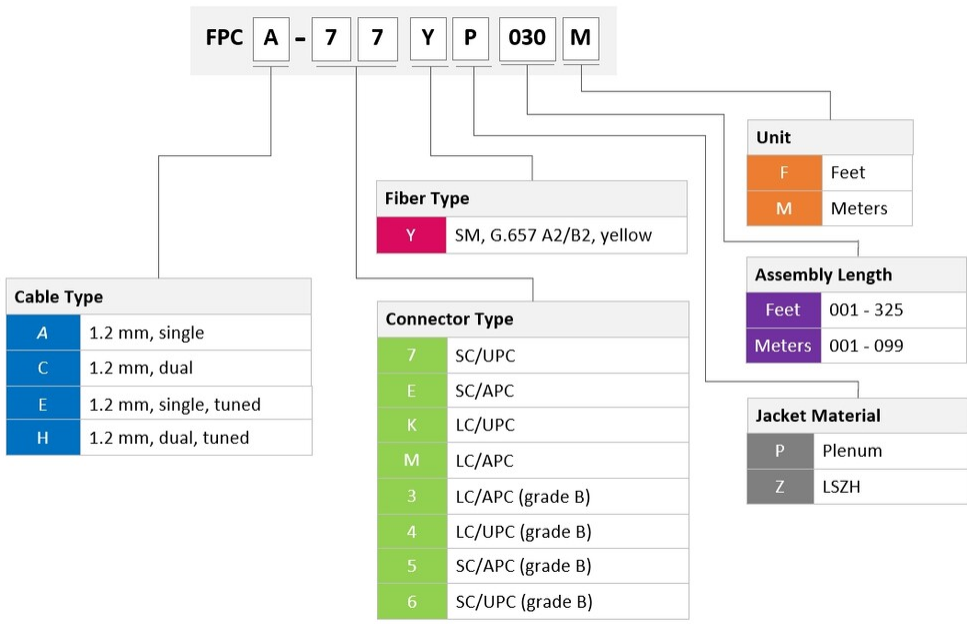 FPC A - 7 7 Y P 030 M
Unit
F Feet
M Meters
Fiber Type
Y SM, G.657 A2/B2, yellow
Assembly Length
Feet 001 - 325
Meters 001 - 099
Cable Type
A 1.2 mm, single
C 1.2 mm, dual
E 1.2 mm, single, tuned
H 1.2 mm, dual, tuned
Connector Type
7 SC/UPC
E SC/APC
K LC/UPC
M LC/APC
3 LC/APC (grade B)
4 LC/UPC (grade B)
5 SC/APC (grade B)
6 SC/UPC (grade B)
Jacket Material
P Plenum
Z LSZH